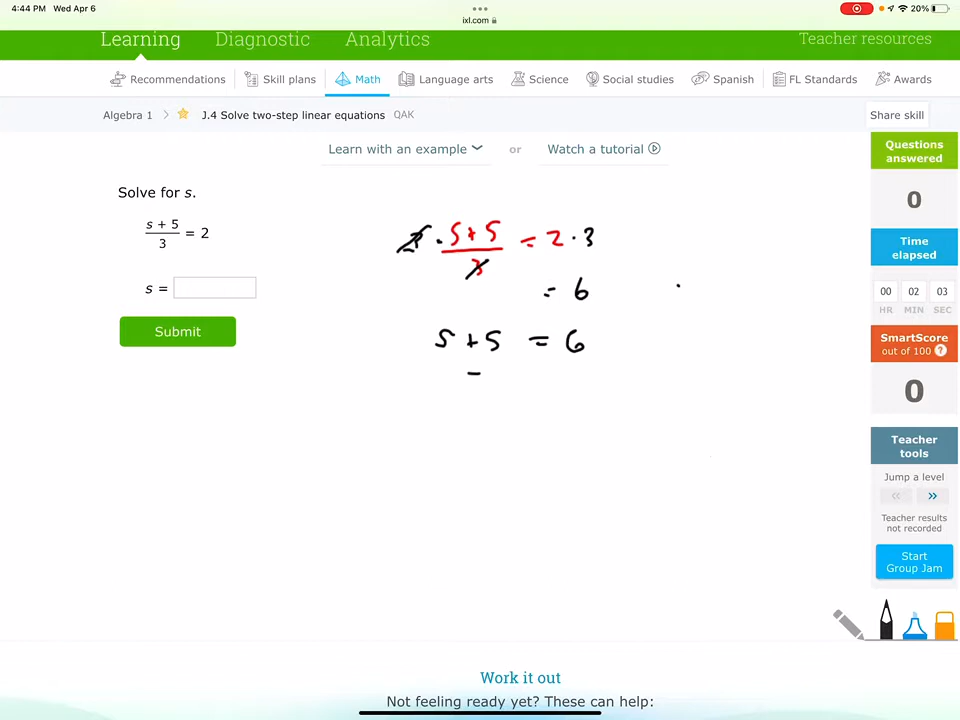 4:44 PM Wed Apr 6
ixl.com
20%
Learning Diagnostic Analytics Teacher resources
Recommendations Skill plans Math Language arts Science Social studies Spanish FL Standards Awards
Algebra 1 J.4 Solve two-step linear equations QAK
Share skill
Learn with an example or Watch a tutorial
Solve for s.
s + 5
3
= 2
s =
Submit
3 · s + 5 = 2 · 3
3
= 6
s + 5 = 6
−
Questions answered
0
Time elapsed
00 02 03
HR MIN SEC
SmartScore
out of 100 ?
0
Teacher tools
Jump a level
« »
Teacher results not recorded
Start Group Jam
Work it out
Not feeling ready yet? These can help: